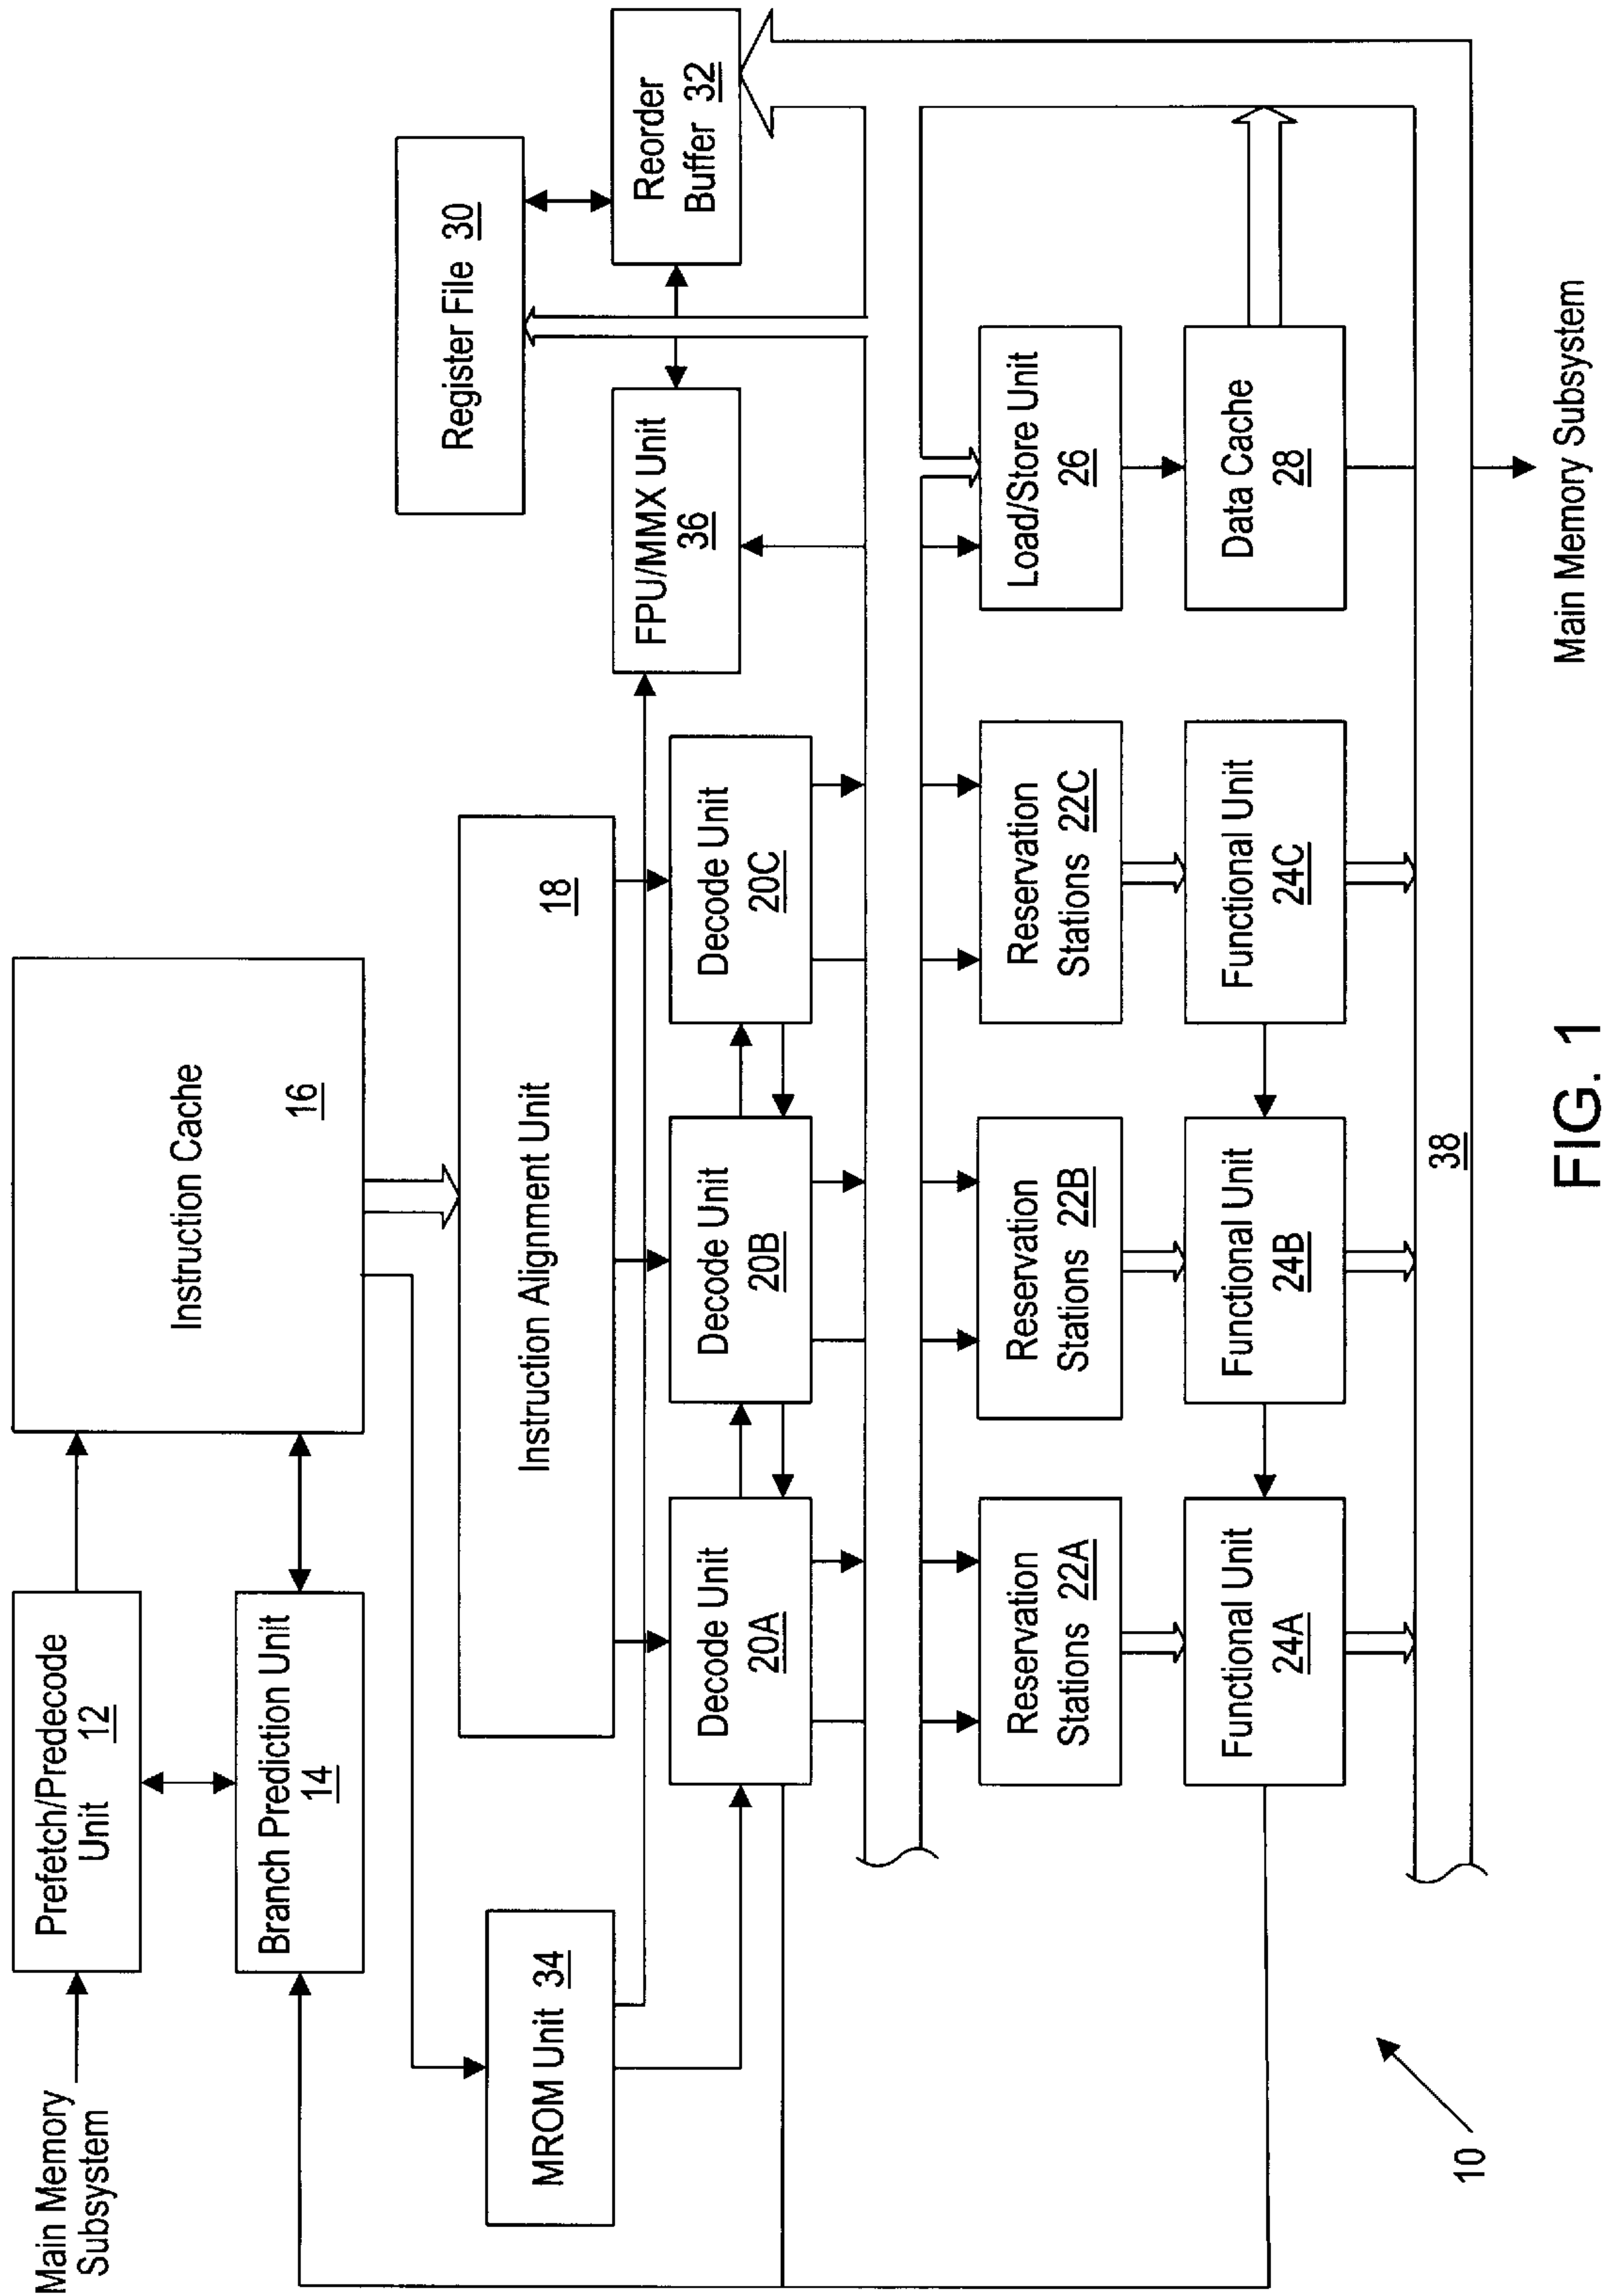 Main Memory
Subsystem
Prefetch/Predecode
Unit 12
Branch Prediction Unit
14
Instruction Cache
16
MROM Unit 34
Instruction Alignment Unit
18
Register File 30
Reorder
Buffer 32
FPU/MMX Unit
36
Decode Unit
20A
Decode Unit
20B
Decode Unit
20C
Reservation
Stations 22A
Reservation
Stations 22B
Reservation
Stations 22C
Load/Store Unit
26
Functional Unit
24A
Functional Unit
24B
Functional Unit
24C
Data Cache
28
38
10
Main Memory Subsystem
FIG. 1